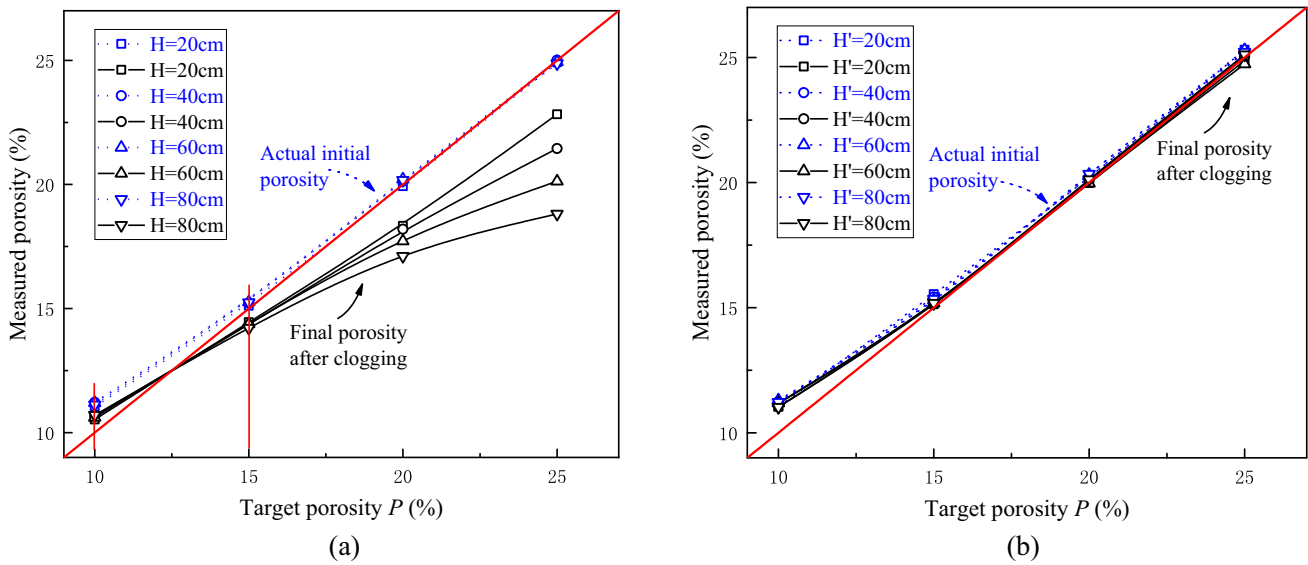 H=20cm
H=20cm
H=40cm
H=40cm
H=60cm
H=60cm
H=80cm
H=80cm
Actual initial
porosity
Final porosity
after clogging
25
20
15
10
Measured porosity (%)
10
15
20
25
Target porosity P (%)
(a)
H'=20cm
H'=20cm
H'=40cm
H'=40cm
H'=60cm
H'=60cm
H'=80cm
H'=80cm
Actual initial
porosity
Final porosity
after clogging
25
20
15
10
Measured porosity (%)
10
15
20
25
Target porosity P (%)
(b)